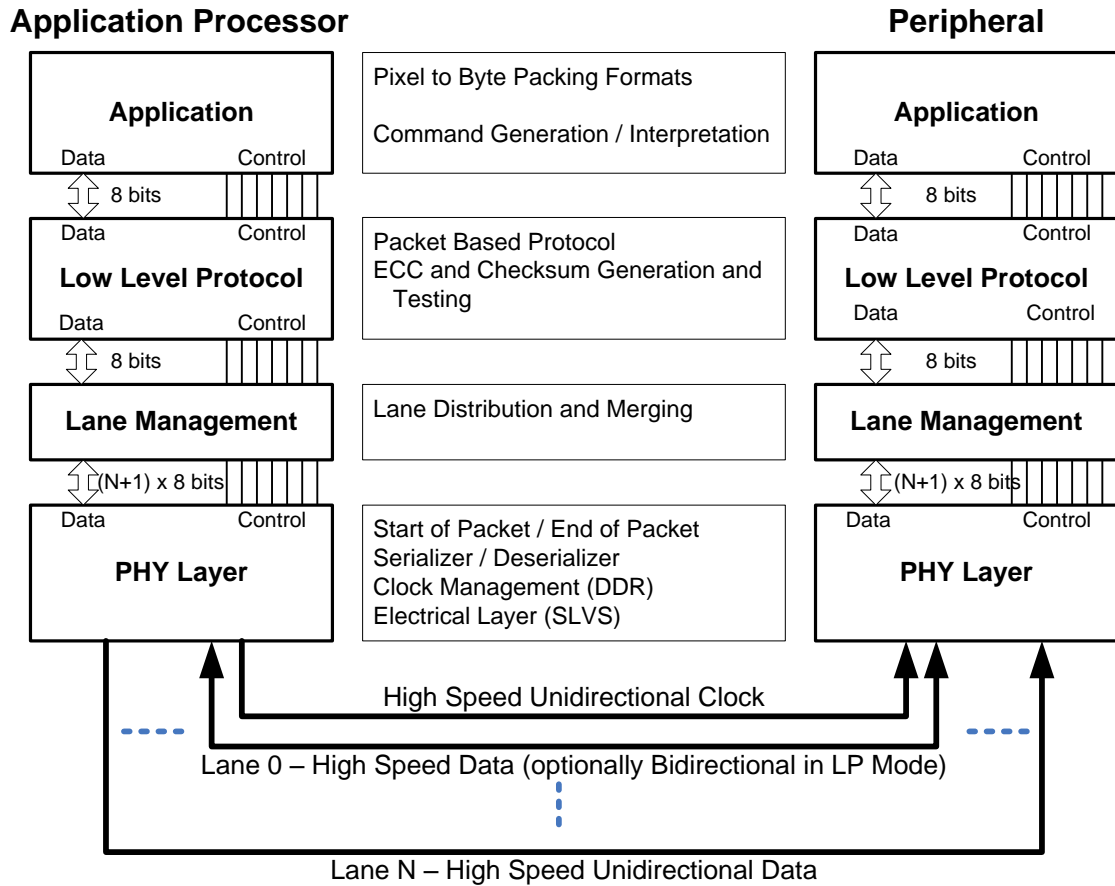 Application Processor
Peripheral
Application
Data
Control
8 bits
Data
Control
Low Level Protocol
Data
Control
8 bits
Lane Management
(N+1) x 8 bits
Data
Control
PHY Layer
Pixel to Byte Packing Formats
Command Generation / Interpretation
Packet Based Protocol
ECC and Checksum Generation and
Testing
Lane Distribution and Merging
Start of Packet / End of Packet
Serializer / Deserializer
Clock Management (DDR)
Electrical Layer (SLVS)
Application
Data
Control
8 bits
Data
Control
Low Level Protocol
Data
Control
8 bits
Lane Management
(N+1) x 8 bits
Data
Control
PHY Layer
High Speed Unidirectional Clock
Lane 0 – High Speed Data (optionally Bidirectional in LP Mode)
Lane N – High Speed Unidirectional Data